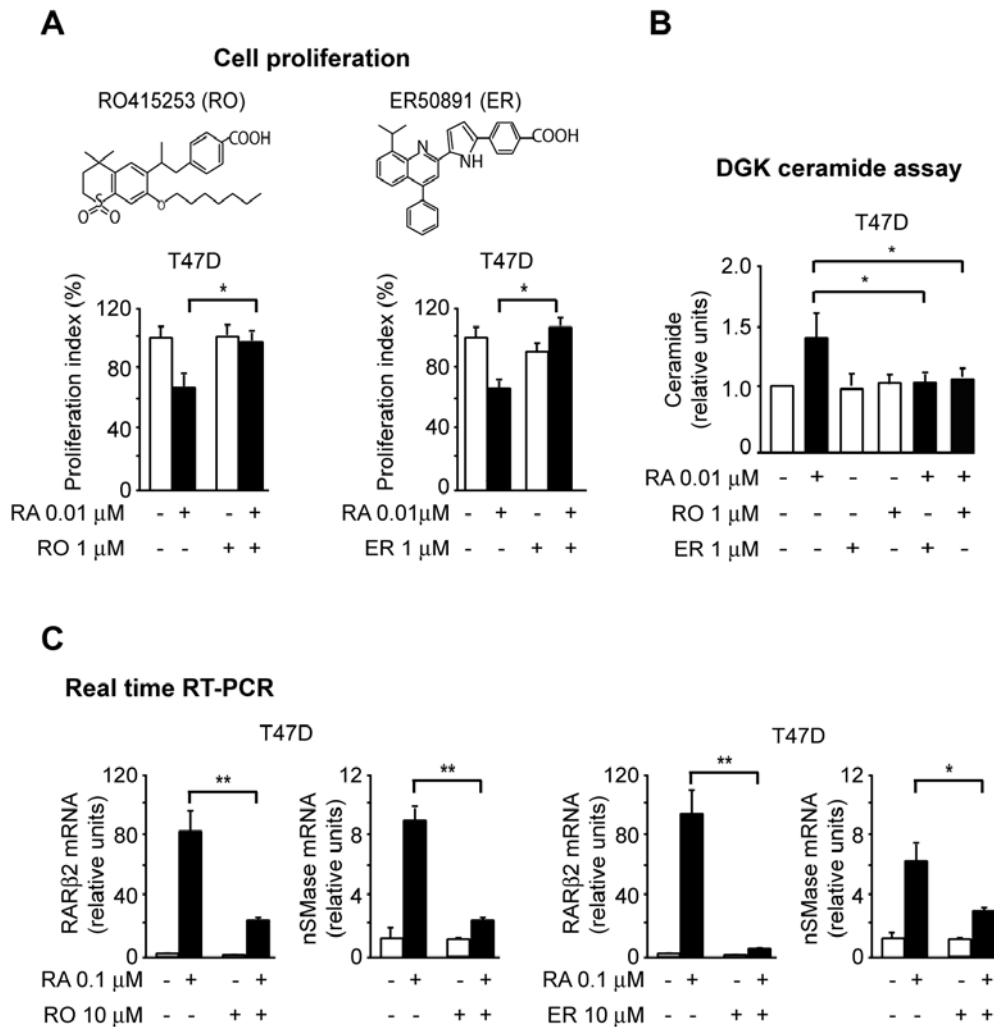 A
Cell proliferation
RO415253 (RO)
COOH
S
O O
O
ER50891 (ER)
N
NH
COOH
T47D
Proliferation index (%)
120
80
40
0
*
RA 0.01 μM - + - +
RO 1 μM - - + +
T47D
Proliferation index (%)
120
80
40
0
*
RA 0.01μM - + - +
ER 1 μM - - + +
B
DGK ceramide assay
T47D
Ceramide
(relative units)
2.0
1.5
1.0
0
*
*
RA 0.01 μM - + - - + +
RO 1 μM - - - + - +
ER 1 μM - - + - + -
C
Real time RT-PCR
T47D
RARβ2 mRNA
(relative units)
120
80
40
0
**
nSMase mRNA
(relative units)
12
8
4
0
**
RA 0.1 μM - + - + - + - +
RO 10 μM - - + + - - + +
T47D
RARβ2 mRNA
(relative units)
120
80
40
0
**
nSMase mRNA
(relative units)
12
8
4
0
*
RA 0.1 μM - + - + - + - +
ER 10 μM - - + + - - + +